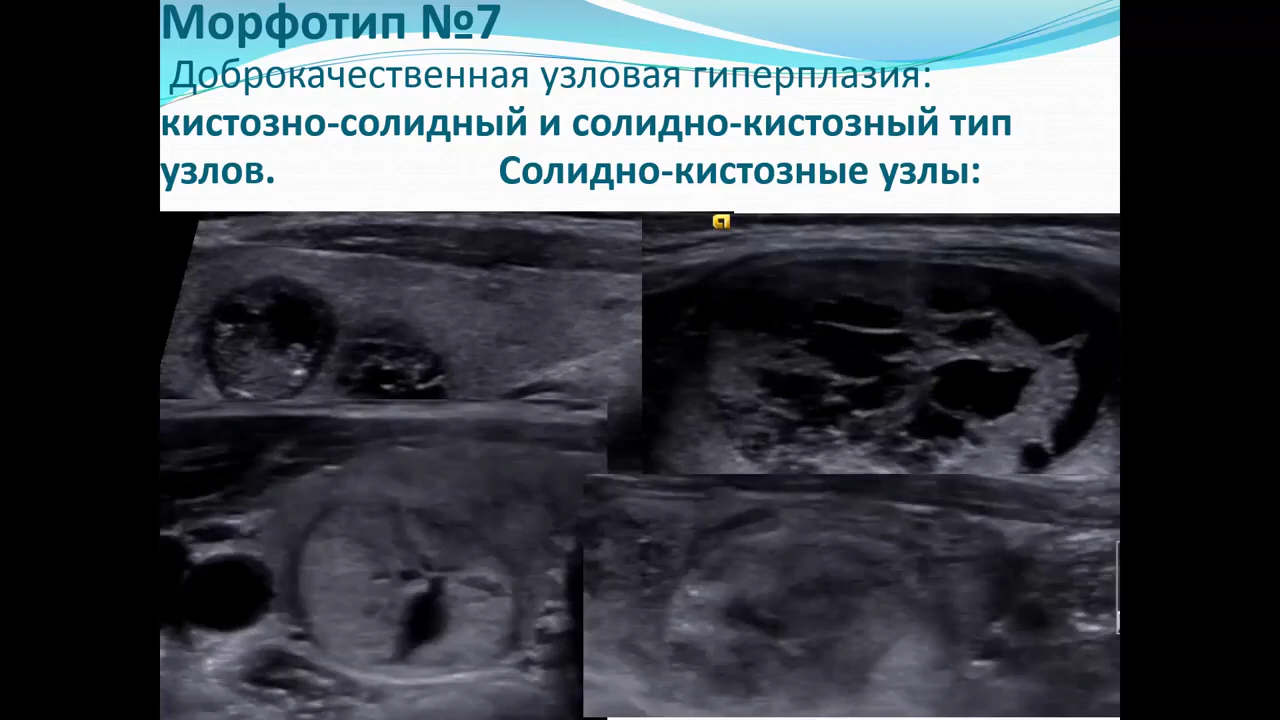 Морфотип №7
Доброкачественная узловая гиперплазия:
кистозно-солидный и солидно-кистозный тип
узлов. Солидно-кистозные узлы: